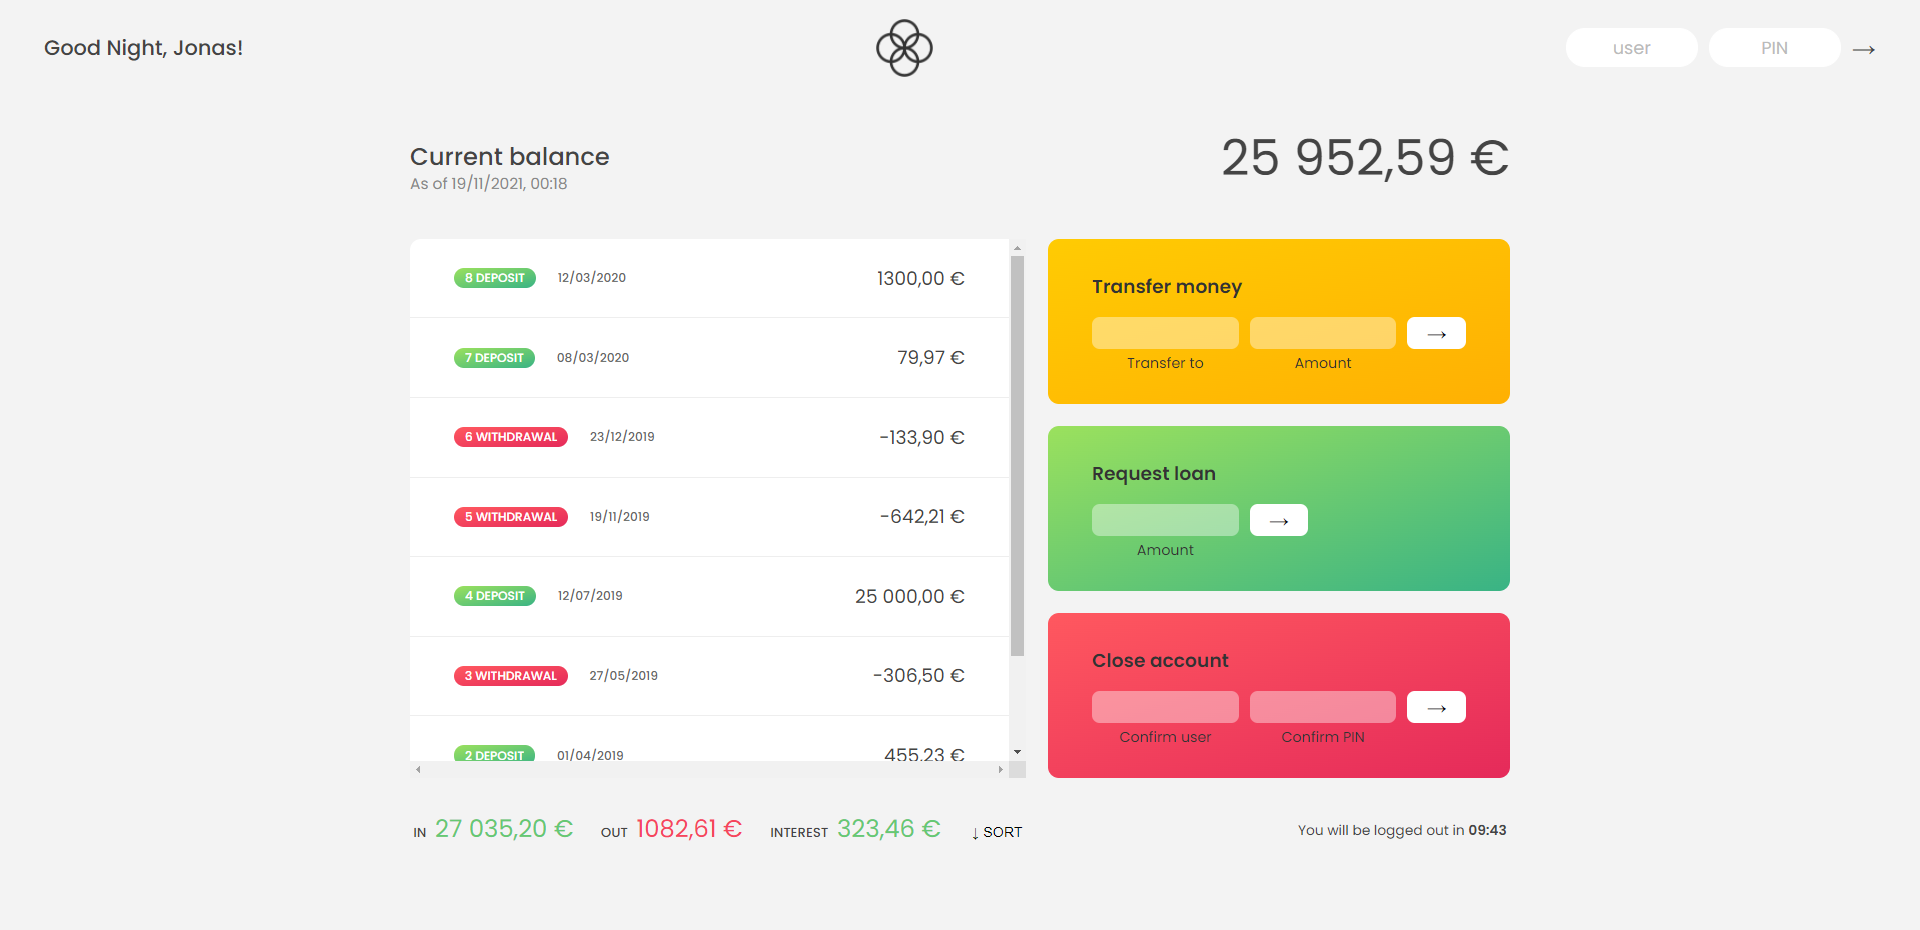 Good Night, Jonas!
user
PIN
→
Current balance
As of 19/11/2021, 00:18
25 952,59 €
8 DEPOSIT 12/03/2020 1300,00 €
7 DEPOSIT 08/03/2020 79,97 €
6 WITHDRAWAL 23/12/2019 -133,90 €
5 WITHDRAWAL 19/11/2019 -642,21 €
4 DEPOSIT 12/07/2019 25 000,00 €
3 WITHDRAWAL 27/05/2019 -306,50 €
2 DEPOSIT 01/04/2019 455,23 €
Transfer money
→
Transfer to Amount
Request loan
→
Amount
Close account
→
Confirm user Confirm PIN
IN 27 035,20 € OUT 1082,61 € INTEREST 323,46 € ↓ SORT
You will be logged out in 09:43